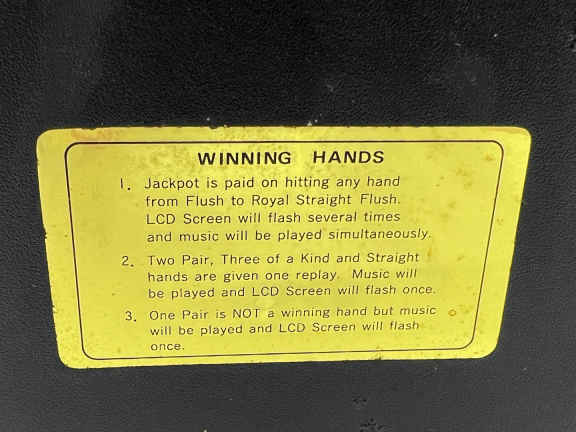 WINNING HANDS
1. Jackpot is paid on hitting any hand
from Flush to Royal Straight Flush.
LCD Screen will flash several times
and music will be played simultaneously.
2. Two Pair, Three of a Kind and Straight
hands are given one replay. Music will
be played and LCD Screen will flash once.
3. One Pair is NOT a winning hand but music
will be played and LCD Screen will flash
once.